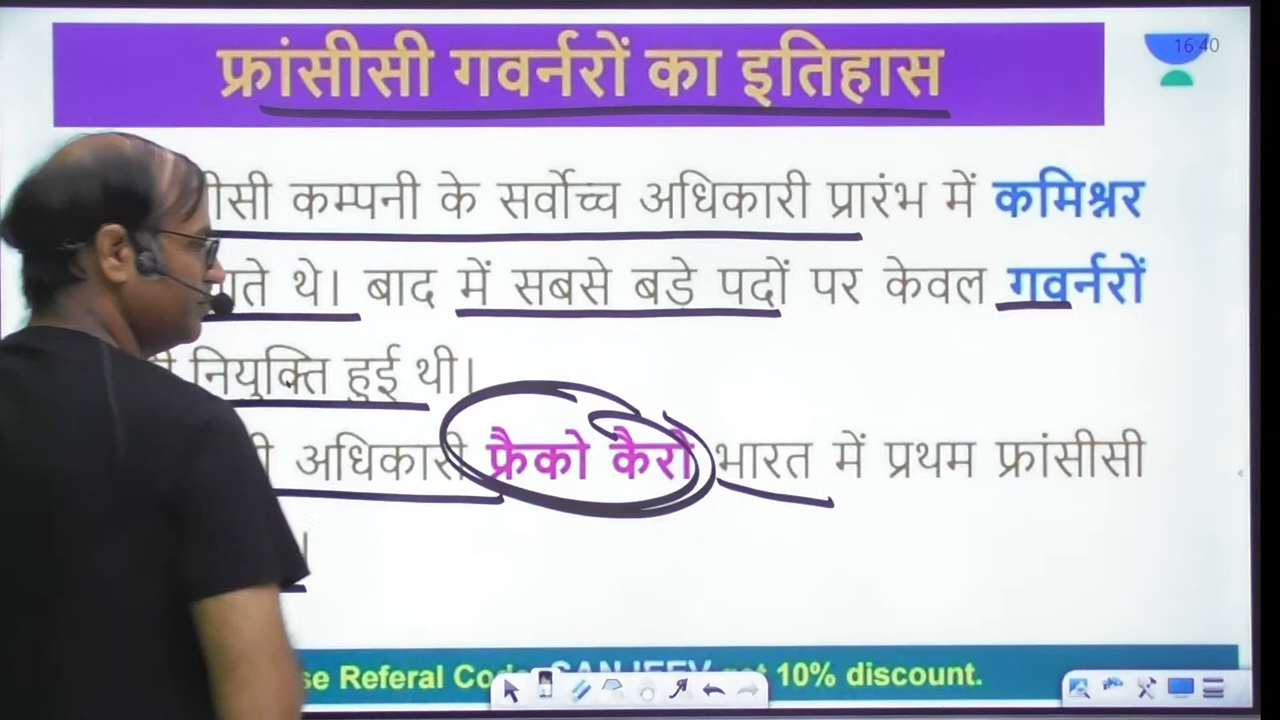 फ्रांसीसी गवर्नरों का इतिहास
16:40
कम्पनी के सर्वोच्च अधिकारी प्रारंभ में कमिश्नर
थे। बाद में सबसे बडे पदों पर केवल गवर्नरों
नियुक्ति हुई थी।
अधिकारी फ्रैको कैरो भारत में प्रथम फ्रांसीसी
Referal Code SANJEEV 10% discount.